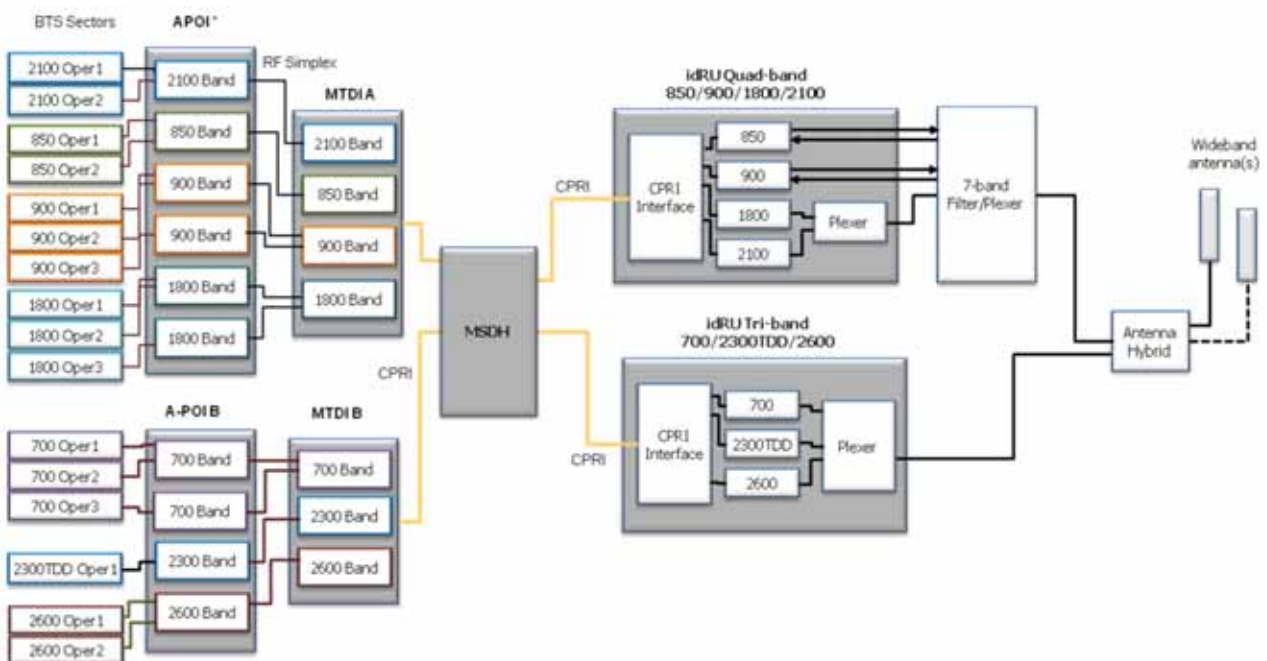 BTS Sectors
APOI*
2100 Oper1
2100 Oper2
850 Oper1
850 Oper2
900 Oper1
900 Oper2
900 Oper3
1800 Oper1
1800 Oper2
1800 Oper3
2100 Band
850 Band
900 Band
900 Band
1800 Band
1800 Band
RF Simplex
MTDI A
2100 Band
850 Band
900 Band
1800 Band
CPRI
A-POI B
700 Oper1
700 Oper2
700 Oper3
2300TDD Oper1
2600 Oper1
2600 Oper2
700 Band
700 Band
2300 Band
2600 Band
MTDI B
700 Band
2300 Band
2600 Band
MSDH
CPRI
idRU Quad-band
850/900/1800/2100
CPRI
Interface
850
900
1800
2100
Plexer
7-band
Filter/Plexer
CPRI
idRU Tri-band
700/2300TDD/2600
CPRI
Interface
700
2300TDD
2600
Plexer
Wideband
antenna(s)
Antenna
Hybrid